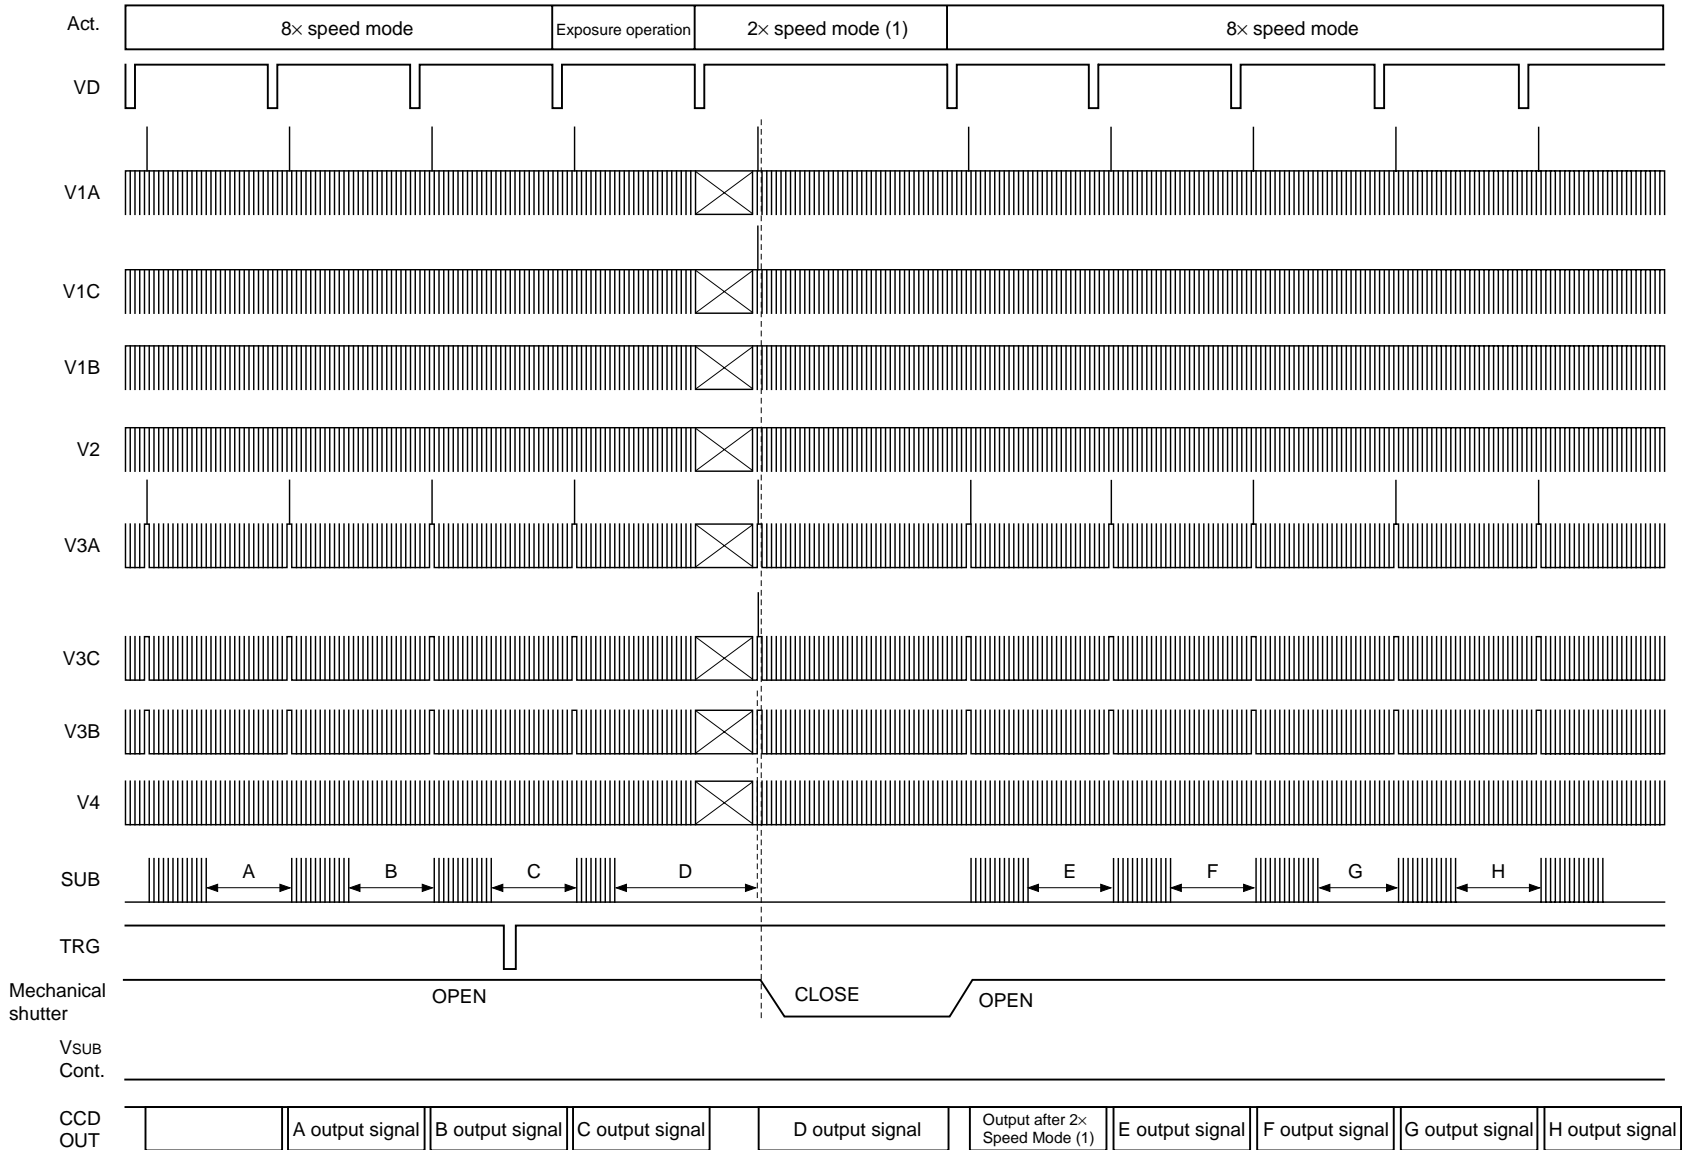 Act.
8× speed mode
Exposure operation
2× speed mode (1)
8× speed mode
VD
V1A
V1C
V1B
V2
V3A
V3C
V3B
V4
SUB
A
B
C
D
E
F
G
H
TRG
Mechanical
shutter
OPEN
CLOSE
OPEN
VSUB
Cont.
CCD
OUT
A output signal
B output signal
C output signal
D output signal
Output after 2×
Speed Mode (1)
E output signal
F output signal
G output signal
H output signal